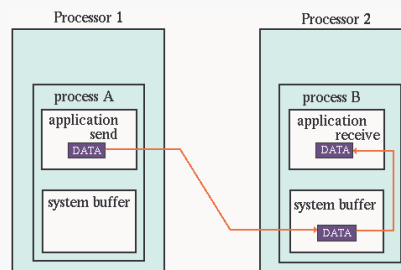 Processor 1
process A
application
send
DATA
system buffer
Processor 2
process B
application
receive
DATA
system buffer
DATA